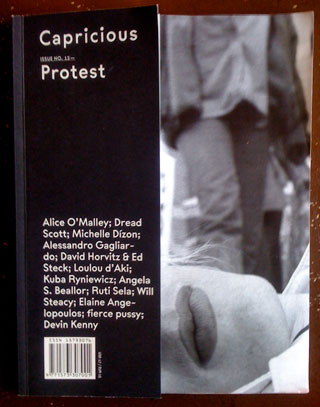 Capricious
ISSUE NO. 13—
Protest
Alice O'Malley; Dread
Scott; Michelle Dízon;
Alessandro Gagliar-
do; David Horvitz & Ed
Steck; Loulou d'Aki;
Kuba Ryniewicz; Angela
S. Beallor; Ruti Sela; Will
Steacy; Elaine Ange-
lopoulos; fierce pussy;
Devin Kenny